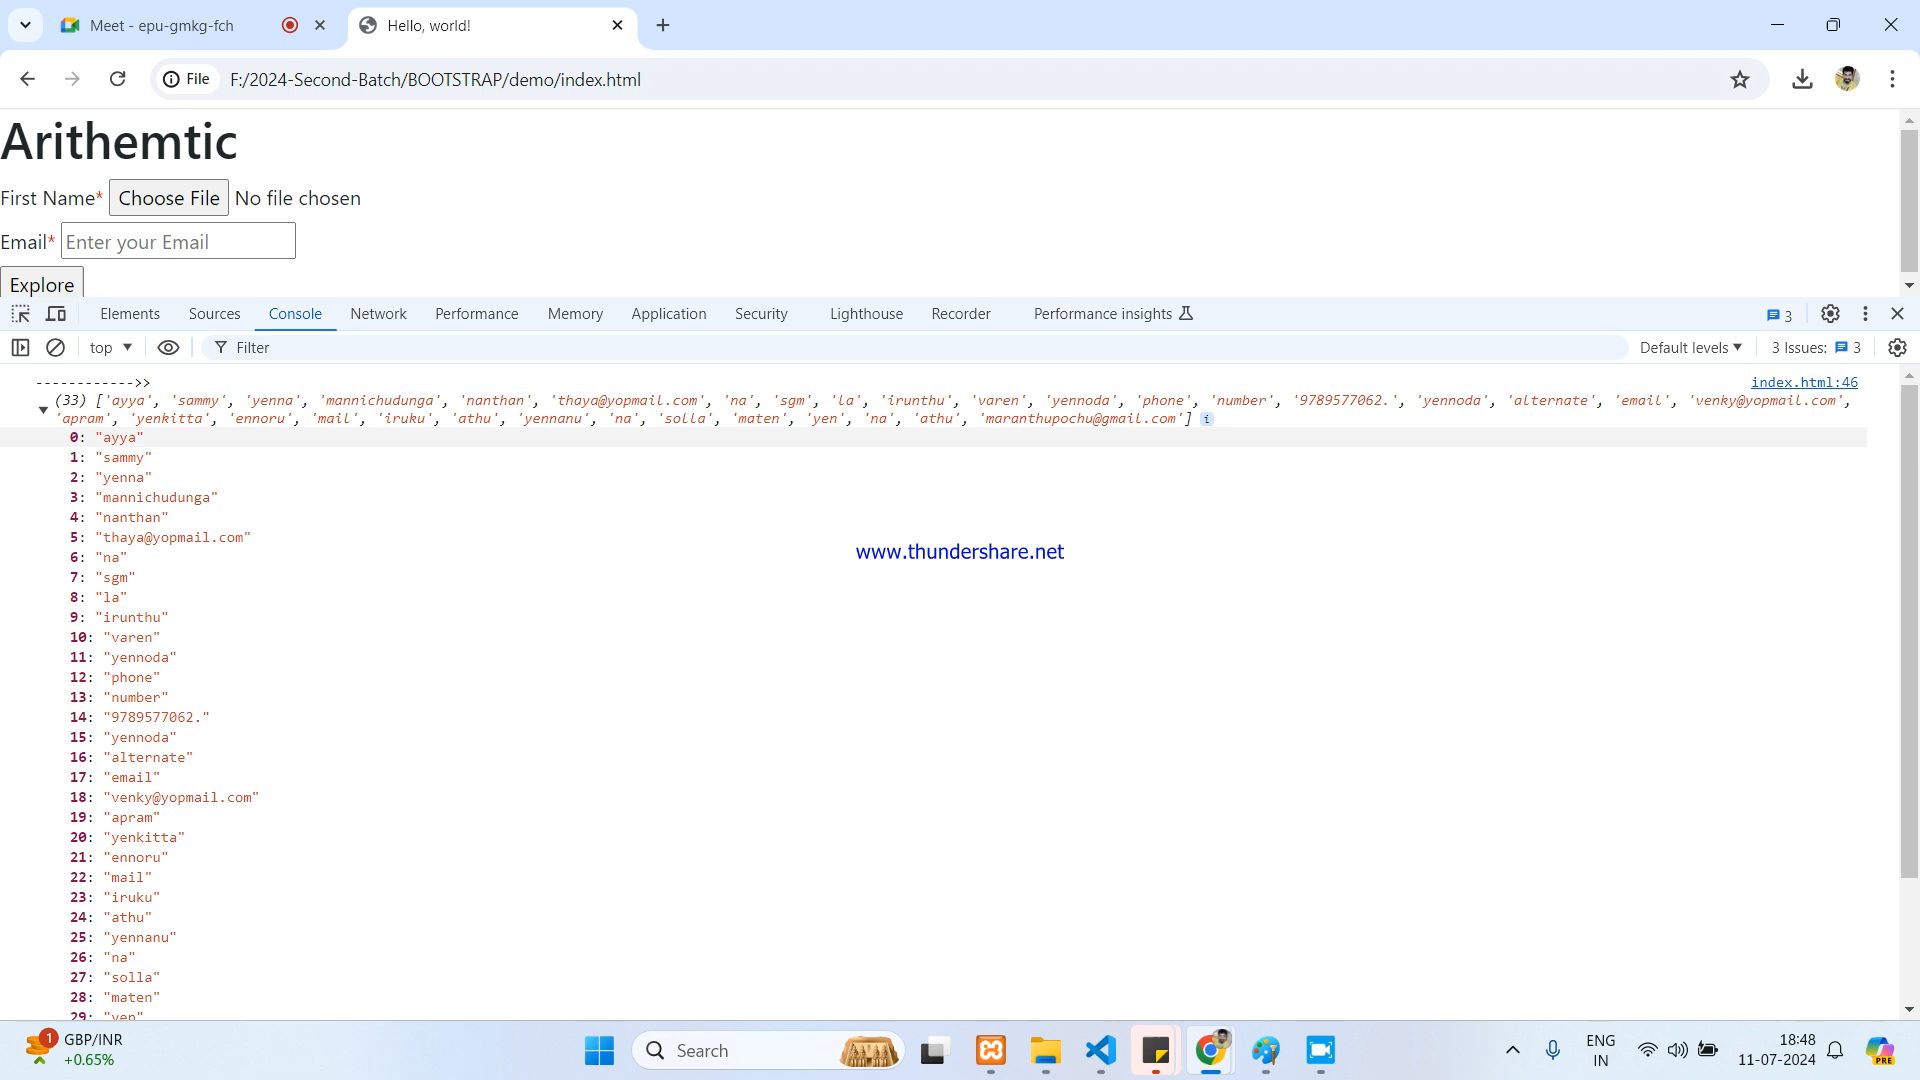 Meet - epu-gmkg-fch
Hello, world!
File
F:/2024-Second-Batch/BOOTSTRAP/demo/index.html
Arithemtic
First Name* Choose File No file chosen
Email* Enter your Email
Explore
Elements Sources Console Network Performance Memory Application Security Lighthouse Recorder Performance insights 3
top Filter Default levels 3 Issues: 3
------------>> index.html:46
(33) ['ayya', 'sammy', 'yenna', 'mannichudunga', 'nanthan', 'thaya@yopmail.com', 'na', 'sgm', 'la', 'irunthu', 'varen', 'yennoda', 'phone', 'number', '9789577062.', 'yennoda', 'alternate', 'email', 'venky@yopmail.com',
'apram', 'yenkitta', 'ennoru', 'mail', 'iruku', 'athu', 'yennanu', 'na', 'solla', 'maten', 'yen', 'na', 'athu', 'maranthupochu@gmail.com'] i
0: "ayya"
1: "sammy"
2: "yenna"
3: "mannichudunga"
4: "nanthan"
5: "thaya@yopmail.com"
6: "na"
www.thundershare.net
7: "sgm"
8: "la"
9: "irunthu"
10: "varen"
11: "yennoda"
12: "phone"
13: "number"
14: "9789577062."
15: "yennoda"
16: "alternate"
17: "email"
18: "venky@yopmail.com"
19: "apram"
20: "yenkitta"
21: "ennoru"
22: "mail"
23: "iruku"
24: "athu"
25: "yennanu"
26: "na"
27: "solla"
28: "maten"
29: "yen"
1 GBP/INR
+0.65%
Search
ENG
IN
18:48
11-07-2024
PRE